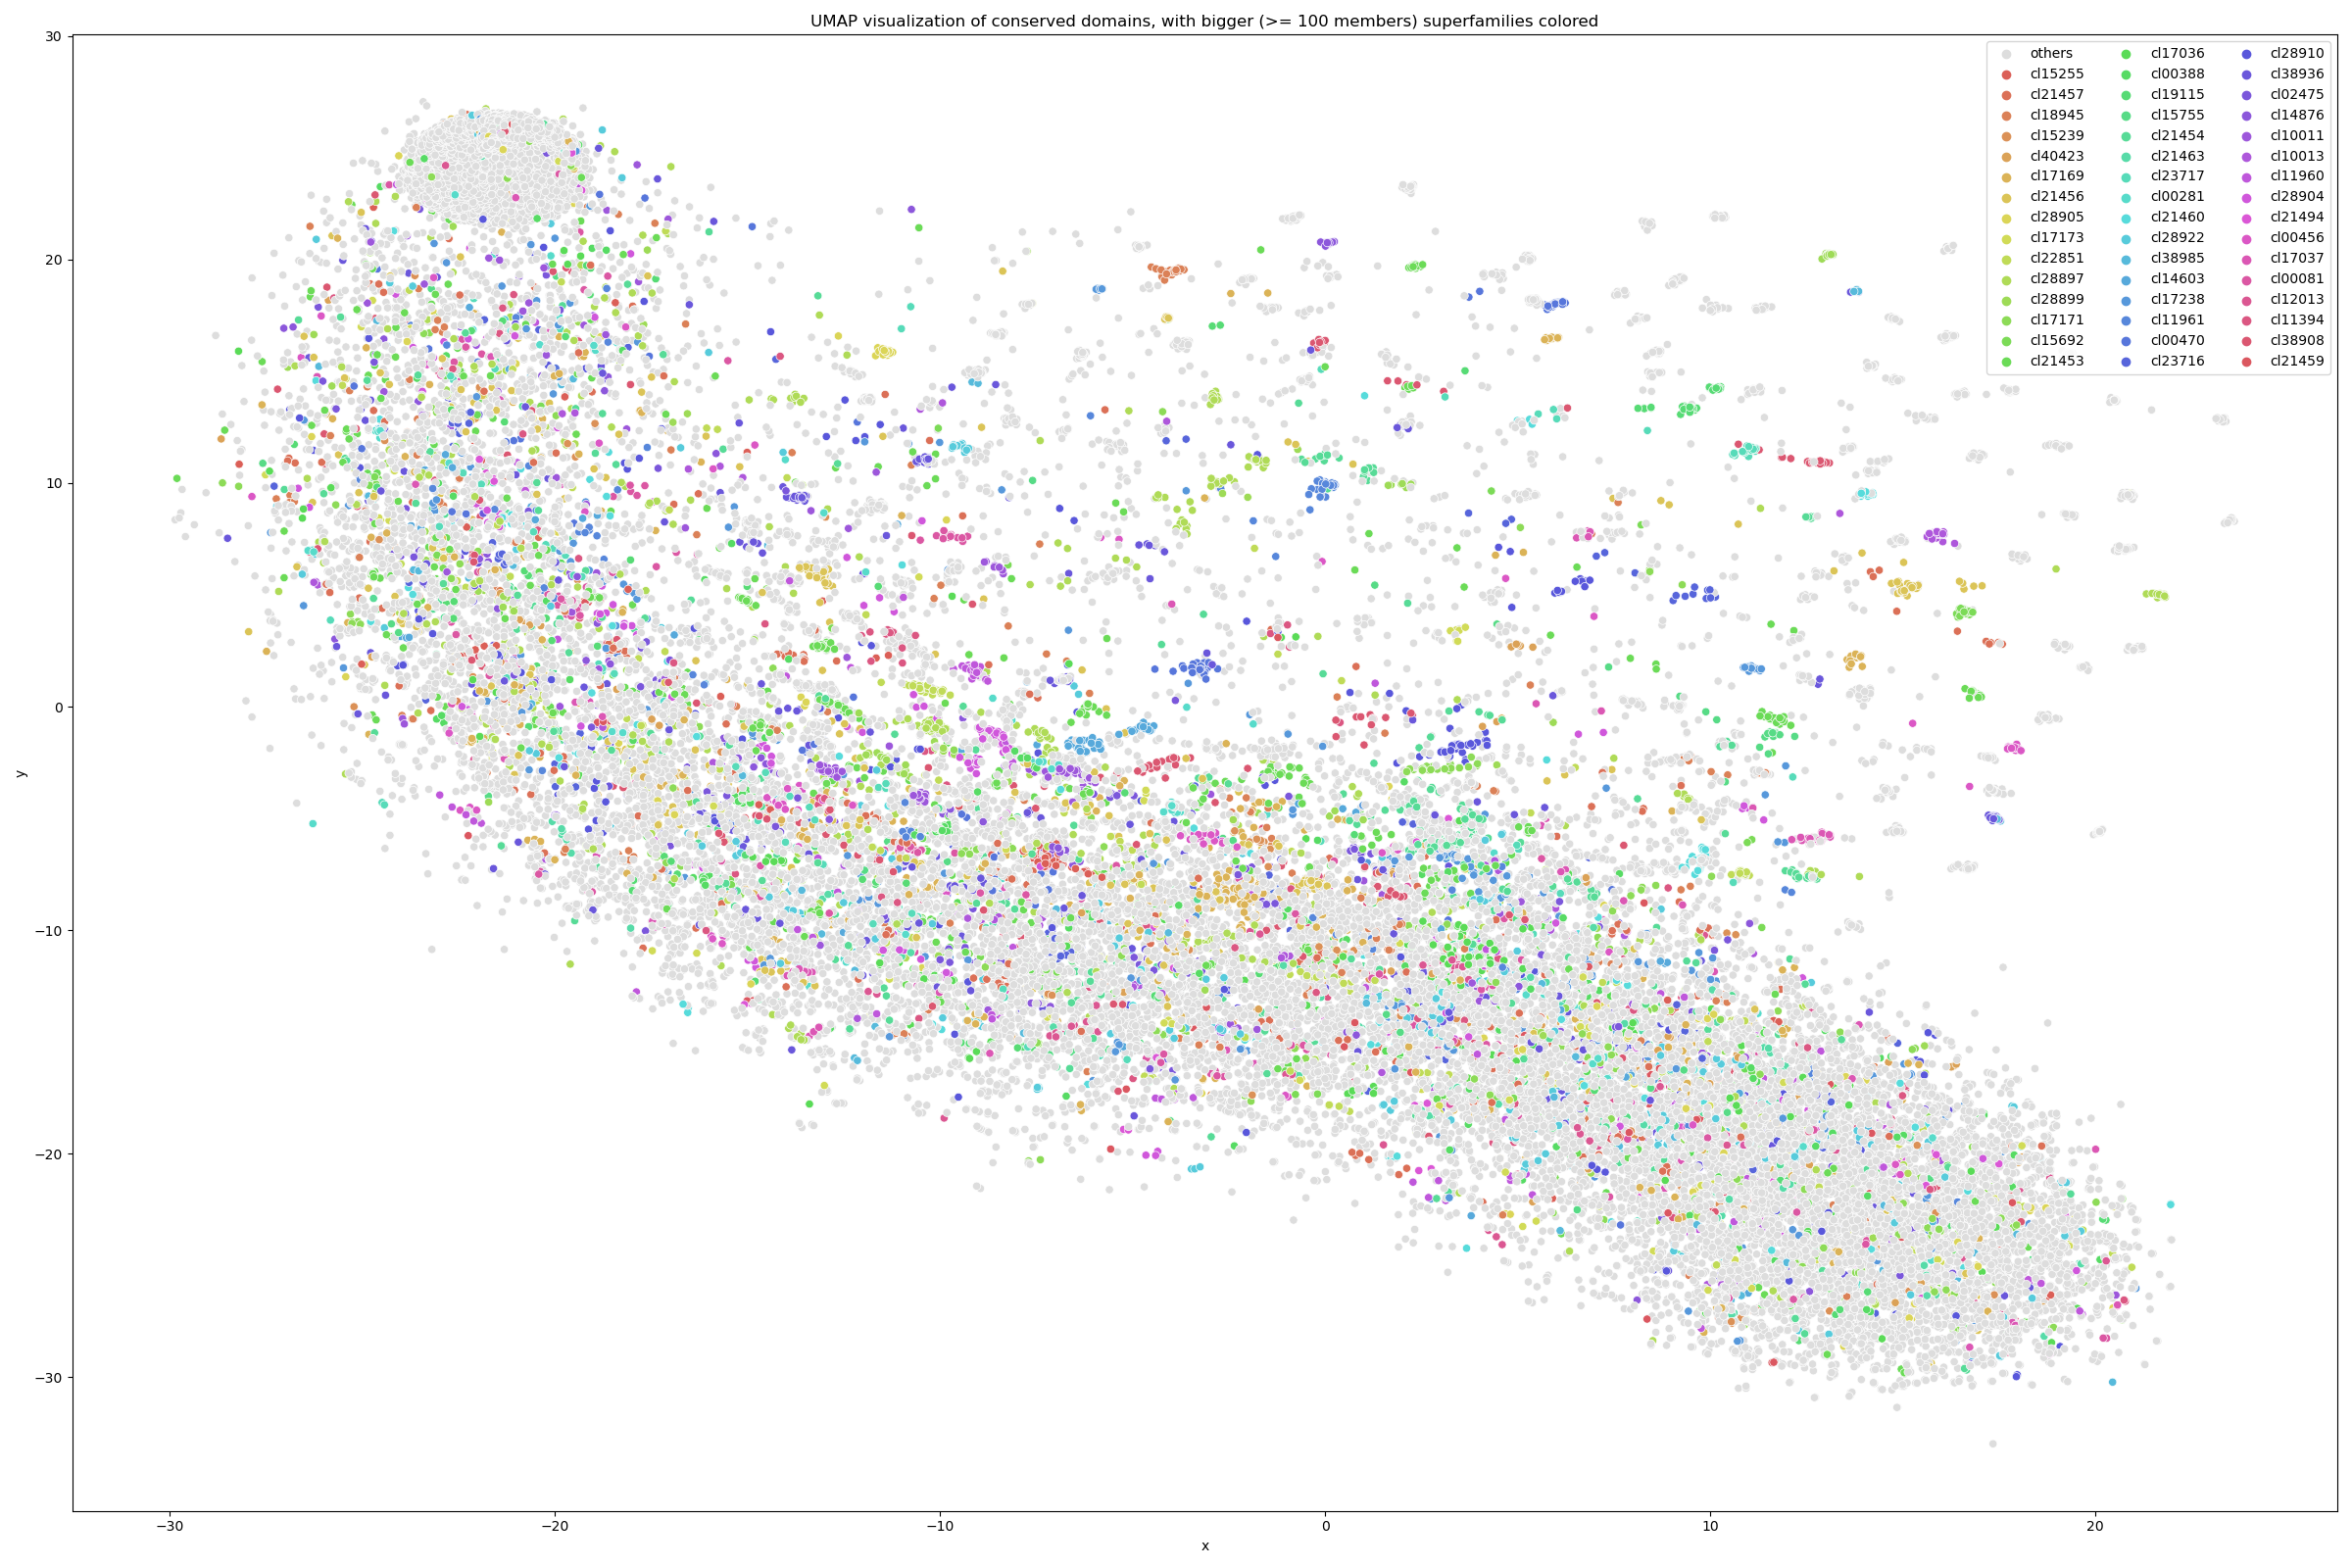 UMAP visualization of conserved domains, with bigger (>= 100 members) superfamilies colored
30
20
10
0
−10
−20
−30
y
−30
−20
−10
0
10
20
x
others
cl15255
cl21457
cl18945
cl15239
cl40423
cl17169
cl21456
cl28905
cl17173
cl22851
cl28897
cl28899
cl17171
cl15692
cl21453
cl17036
cl00388
cl19115
cl15755
cl21454
cl21463
cl23717
cl00281
cl21460
cl28922
cl38985
cl14603
cl17238
cl11961
cl00470
cl23716
cl28910
cl38936
cl02475
cl14876
cl10011
cl10013
cl11960
cl28904
cl21494
cl00456
cl17037
cl00081
cl12013
cl11394
cl38908
cl21459